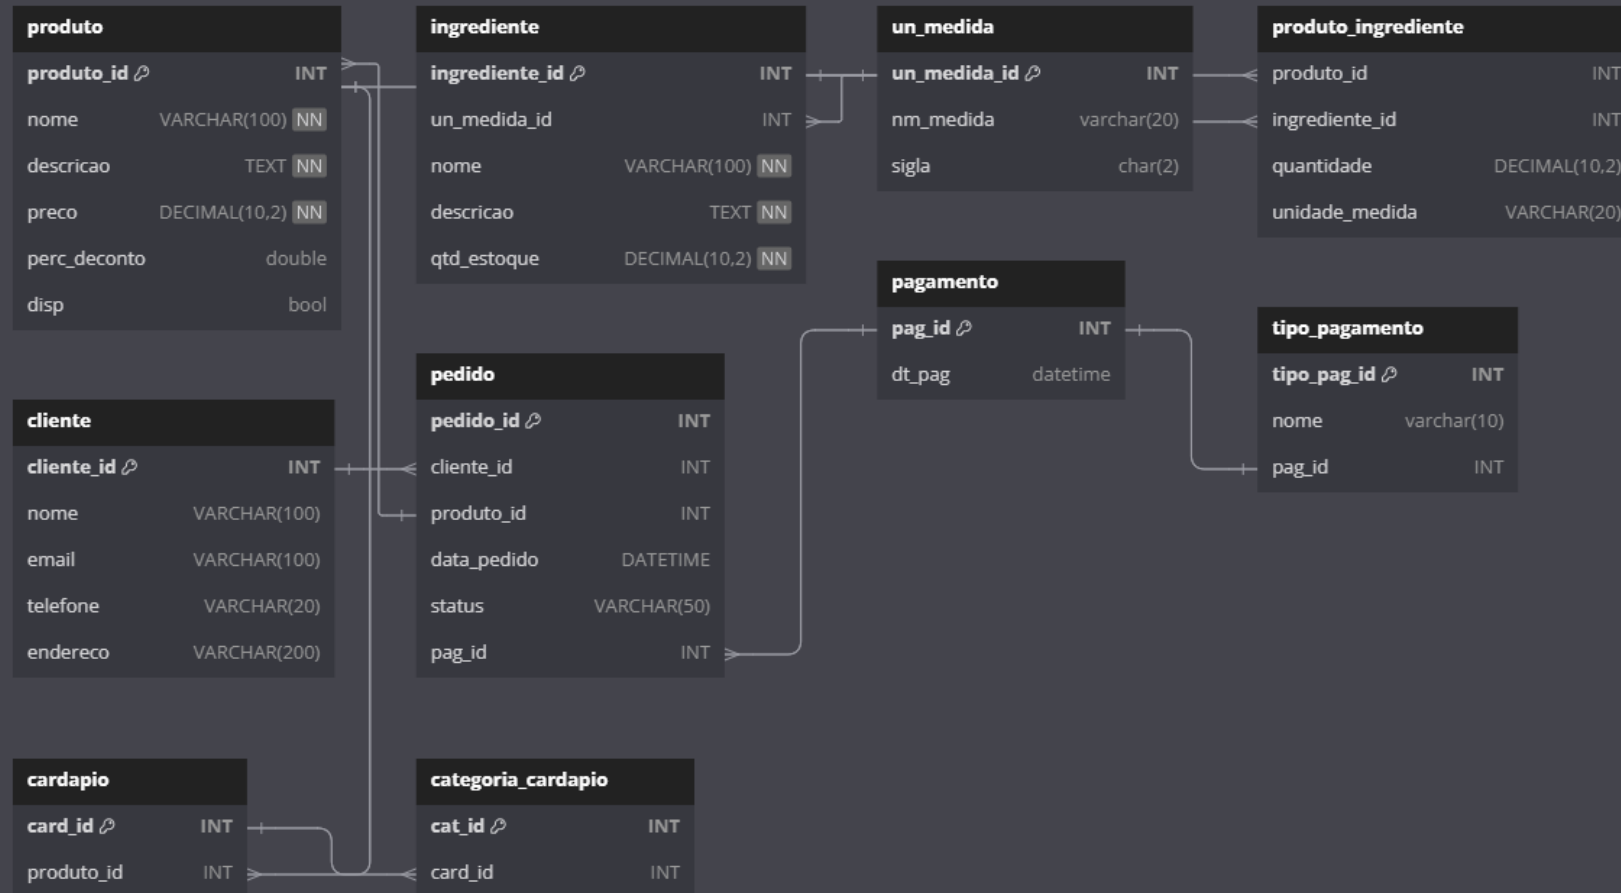 produto
produto_id INT
nome VARCHAR(100) NN
descricao TEXT NN
preco DECIMAL(10,2) NN
perc_deconto double
disp bool
ingrediente
ingrediente_id INT
un_medida_id INT
nome VARCHAR(100) NN
descricao TEXT NN
qtd_estoque DECIMAL(10,2) NN
un_medida
un_medida_id INT
nm_medida varchar(20)
sigla char(2)
produto_ingrediente
produto_id INT
ingrediente_id INT
quantidade DECIMAL(10,2)
unidade_medida VARCHAR(20)
pagamento
pag_id INT
dt_pag datetime
tipo_pagamento
tipo_pag_id INT
nome varchar(10)
pag_id INT
pedido
pedido_id INT
cliente_id INT
produto_id INT
data_pedido DATETIME
status VARCHAR(50)
pag_id INT
cliente
cliente_id INT
nome VARCHAR(100)
email VARCHAR(100)
telefone VARCHAR(20)
endereco VARCHAR(200)
cardapio
card_id INT
produto_id INT
categoria_cardapio
cat_id INT
card_id INT